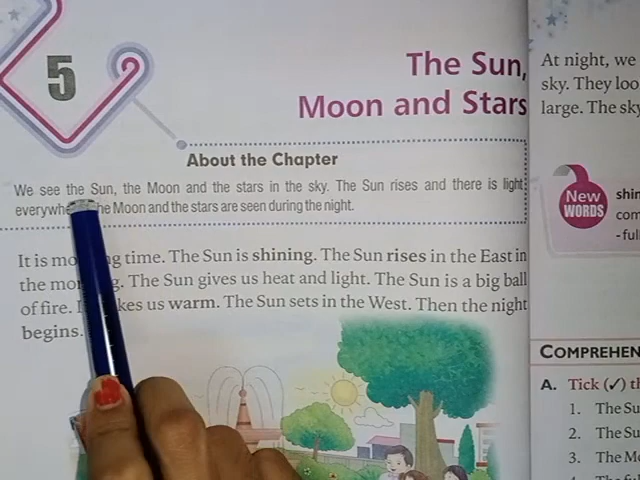 5
The Sun,
Moon and Stars
About the Chapter
We see the Sun, the Moon and the stars in the sky. The Sun rises and there is light
the Moon and the stars are seen during the night.
It is time. The Sun is shining. The Sun rises in the East in
the The Sun gives us heat and light. The Sun is a big ball
of fire. us warm. The Sun sets in the West. Then the night
begins.
At night, we
sky. They
large. The sky
New
WORDS
A. Tick (✓)
1. The
2. The
3. The